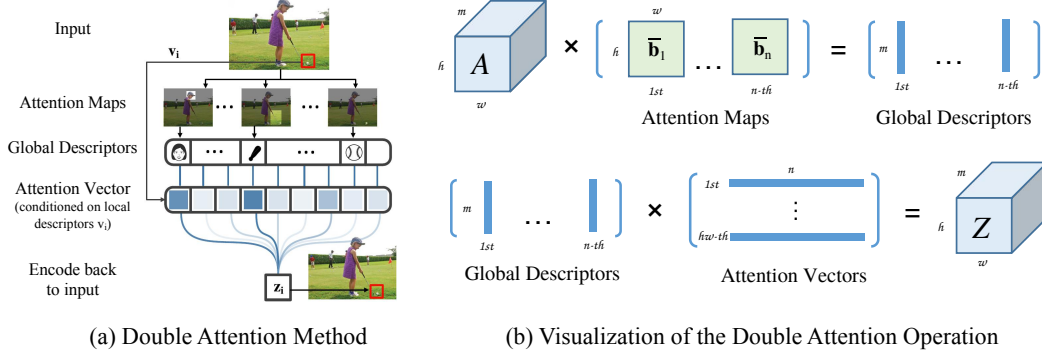 Input
v_i
Attention Maps
...
...
Global Descriptors
...
...
Attention Vector
(conditioned on local
descriptors v_i)
Encode back
to input
z_i
(a) Double Attention Method
m
h
A
w
×
w
h
b̅_1
...
b̅_n
1st
n-th
Attention Maps
=
m
...
1st
n-th
Global Descriptors
m
...
1st
n-th
Global Descriptors
×
n
1st
⋮
hw-th
Attention Vectors
=
m
h
Z
w
(b) Visualization of the Double Attention Operation